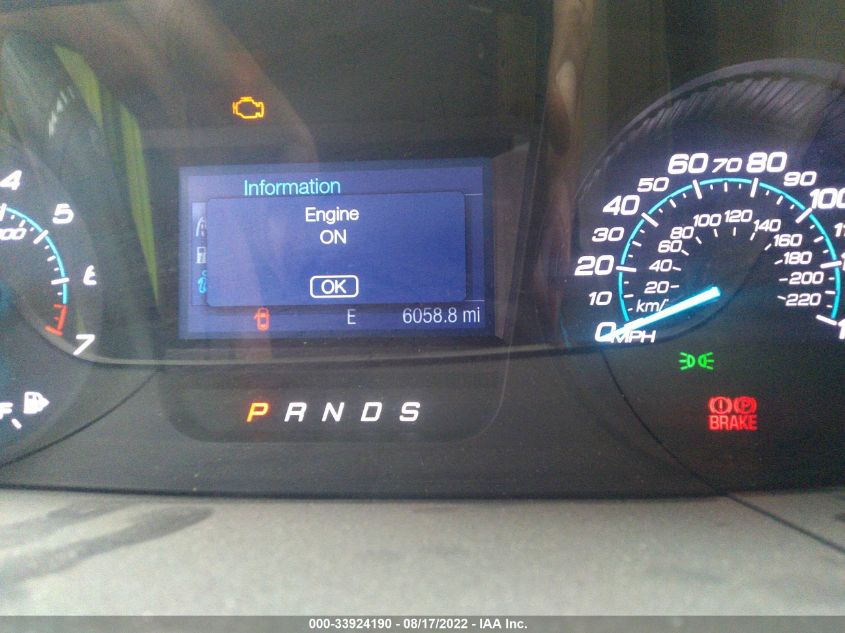 Information
Engine
ON
OK
E 6058.8 mi
P R N D S
4
5
6
7
F
0 10 20 30 40 50 60 70 80 90 100
20 40 60 80 100 120 140 160 180 200 220
km/
MPH
BRAKE
000-33924190 - 08/17/2022 - IAA Inc.